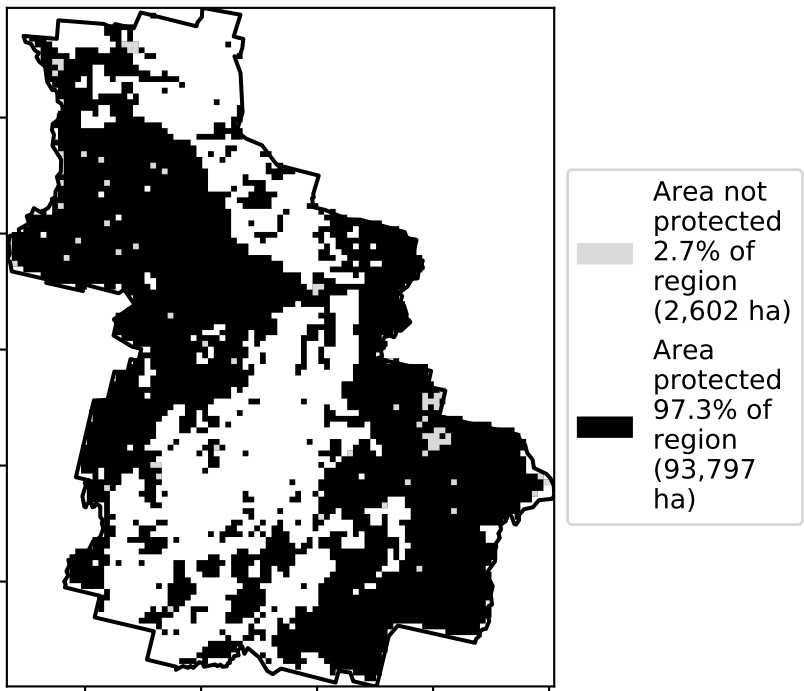 Area not
protected
2.7% of
region
(2,602 ha)
Area
protected
97.3% of
region
(93,797
ha)